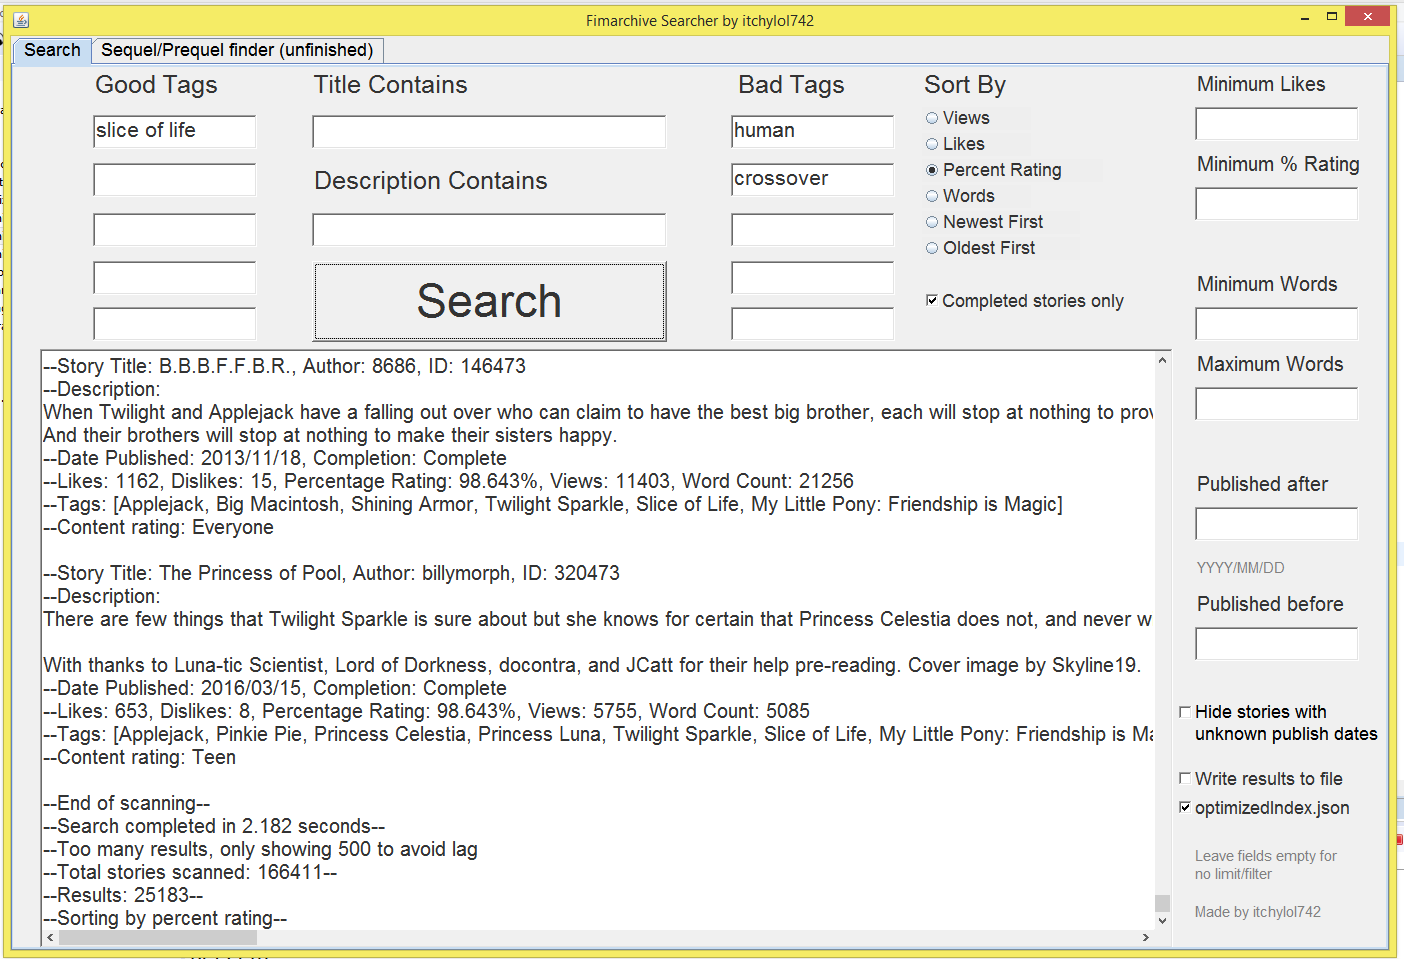 Fimarchive Searcher by itchylol742
Search
Sequel/Prequel finder (unfinished)
Good Tags
slice of life
Title Contains
Description Contains
Search
Bad Tags
human
crossover
Sort By
Views
Likes
Percent Rating
Words
Newest First
Oldest First
Completed stories only
Minimum Likes
Minimum % Rating
Minimum Words
Maximum Words
Published after
YYYY/MM/DD
Published before
Hide stories with
unknown publish dates
Write results to file
optimizedIndex.json
Leave fields empty for
no limit/filter
Made by itchylol742
--Story Title: B.B.B.F.F.B.R., Author: 8686, ID: 146473
--Description:
When Twilight and Applejack have a falling out over who can claim to have the best big brother, each will stop at nothing to prov
And their brothers will stop at nothing to make their sisters happy.
--Date Published: 2013/11/18, Completion: Complete
--Likes: 1162, Dislikes: 15, Percentage Rating: 98.643%, Views: 11403, Word Count: 21256
--Tags: [Applejack, Big Macintosh, Shining Armor, Twilight Sparkle, Slice of Life, My Little Pony: Friendship is Magic]
--Content rating: Everyone
--Story Title: The Princess of Pool, Author: billymorph, ID: 320473
--Description:
There are few things that Twilight Sparkle is sure about but she knows for certain that Princess Celestia does not, and never w
With thanks to Luna-tic Scientist, Lord of Dorkness, docontra, and JCatt for their help pre-reading. Cover image by Skyline19.
--Date Published: 2016/03/15, Completion: Complete
--Likes: 653, Dislikes: 8, Percentage Rating: 98.643%, Views: 5755, Word Count: 5085
--Tags: [Applejack, Pinkie Pie, Princess Celestia, Princess Luna, Twilight Sparkle, Slice of Life, My Little Pony: Friendship is Ma
--Content rating: Teen
--End of scanning--
--Search completed in 2.182 seconds--
--Too many results, only showing 500 to avoid lag
--Total stories scanned: 166411--
--Results: 25183--
--Sorting by percent rating--